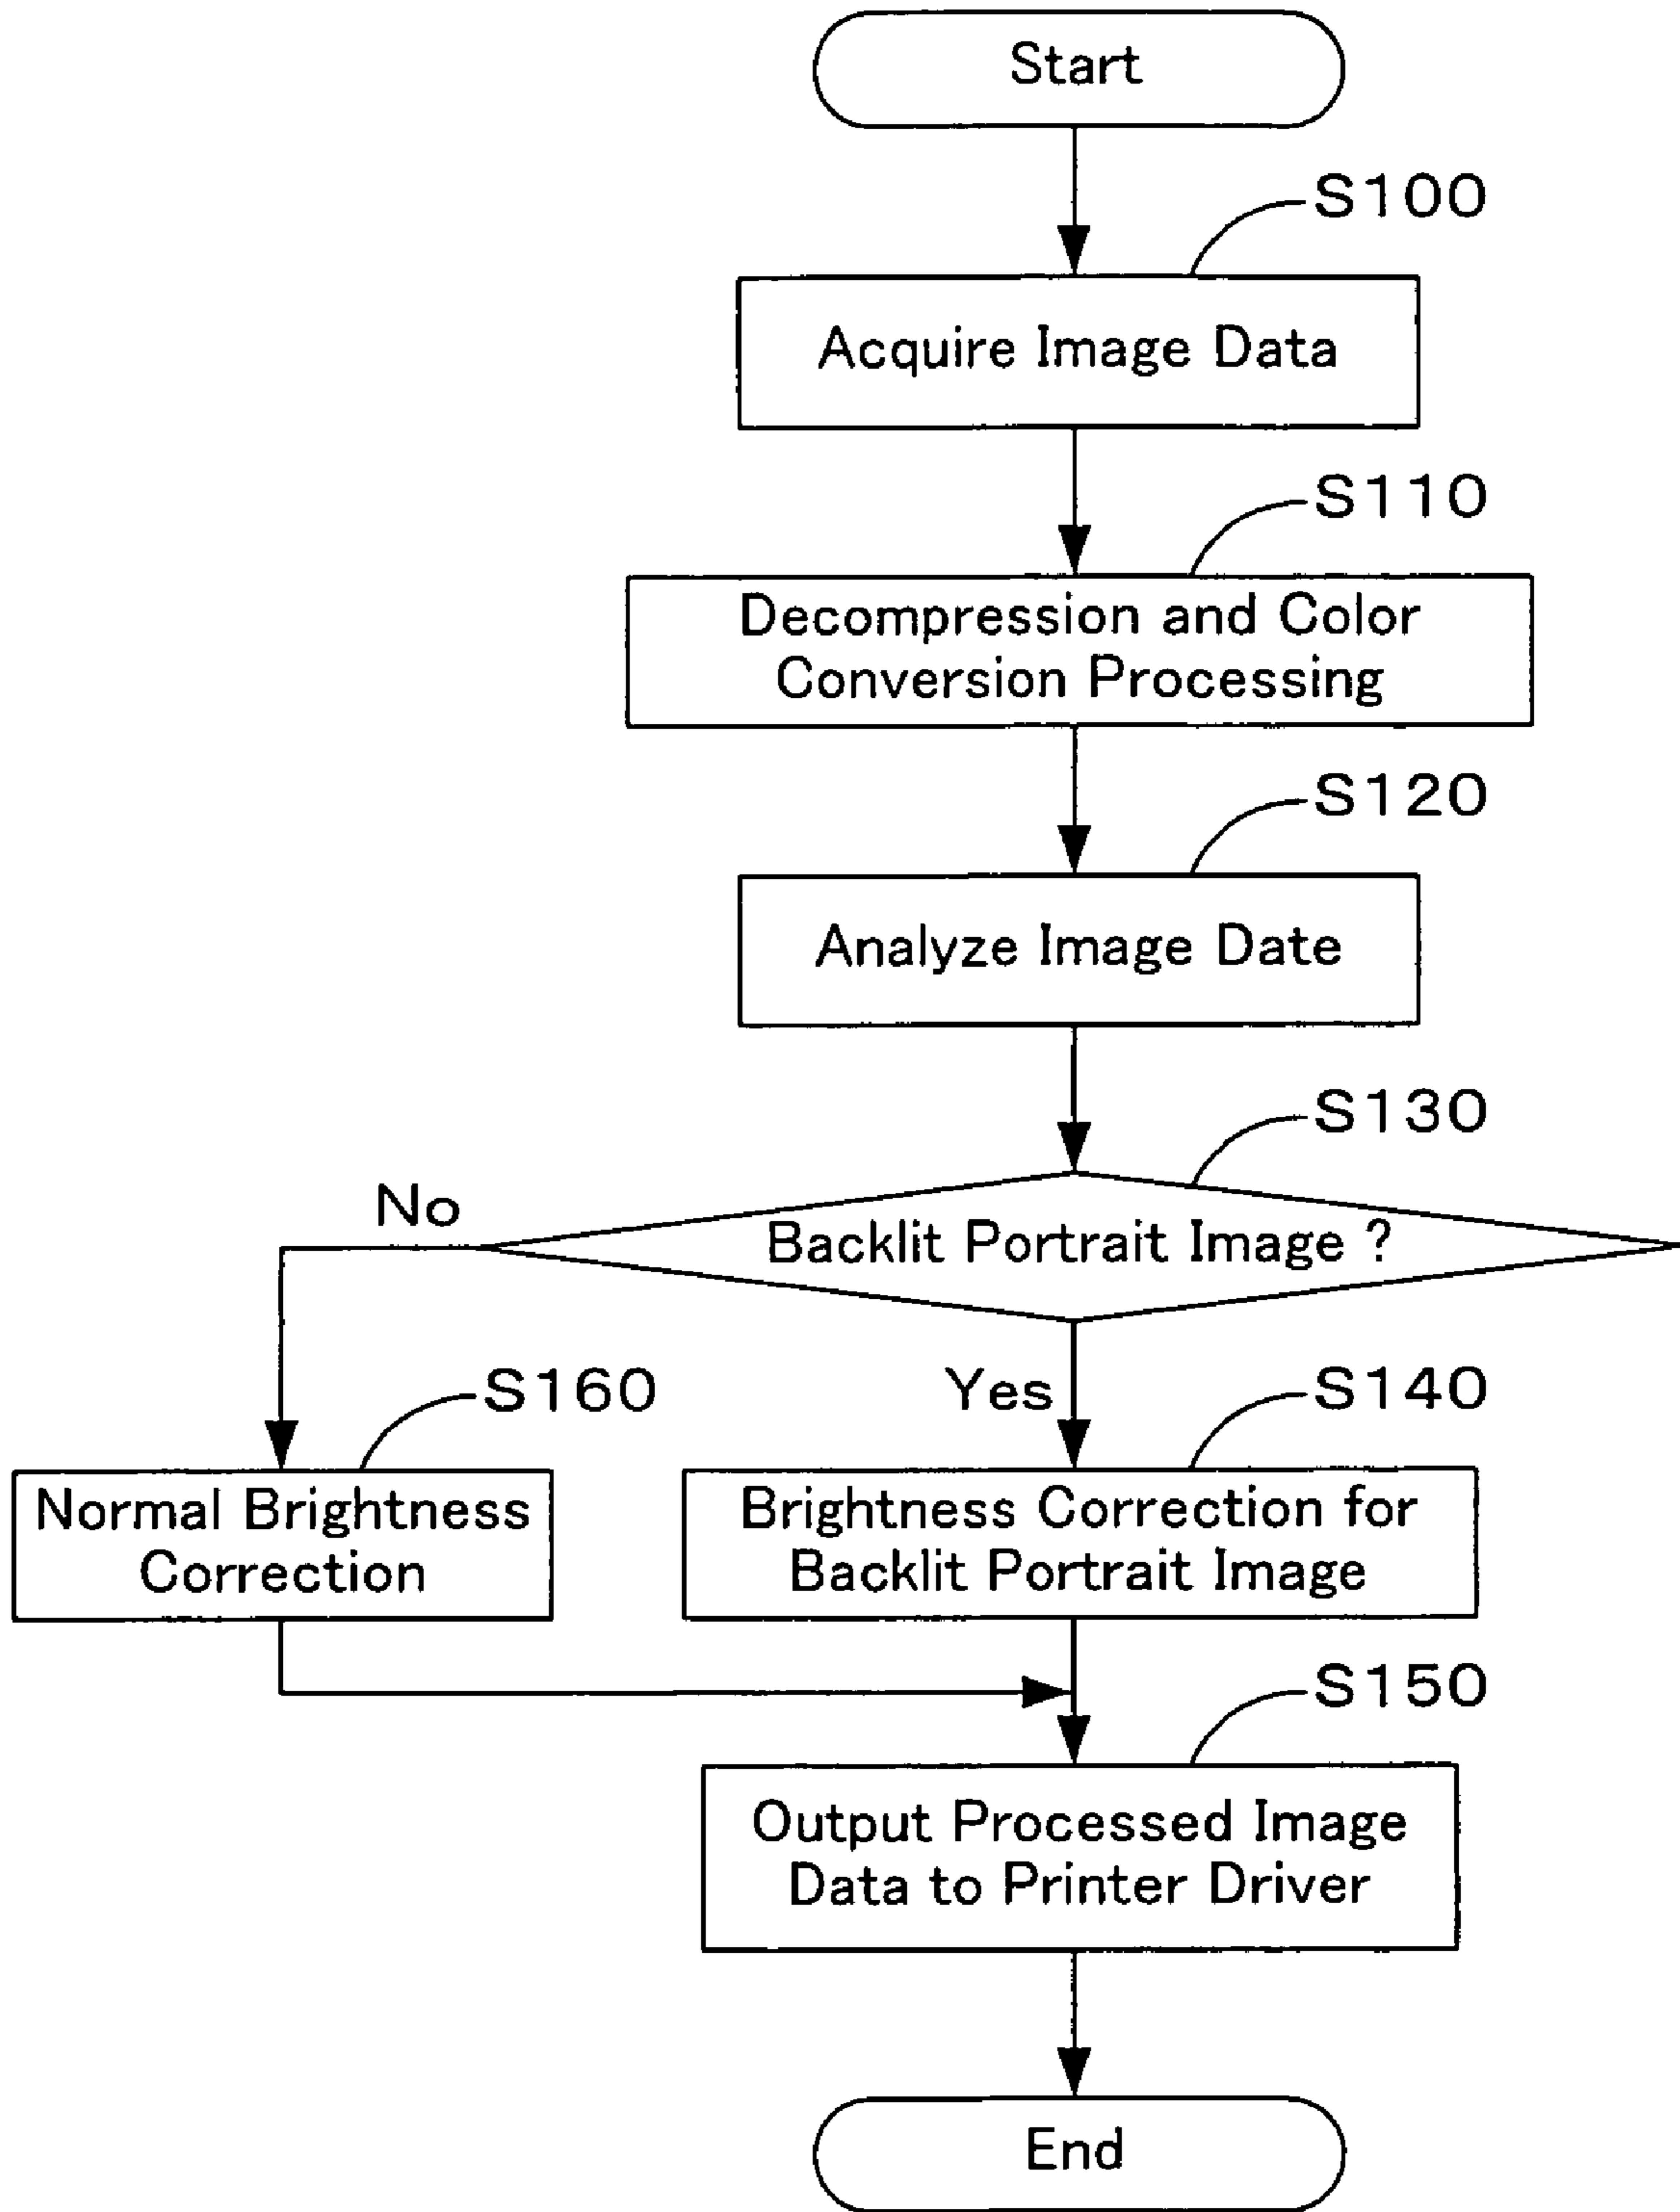 Start
S100
Acquire Image Data
S110
Decompression and Color
Conversion Processing
S120
Analyze Image Date
S130
No
Backlit Portrait Image ?
S160
Yes
S140
Normal Brightness
Correction
Brightness Correction for
Backlit Portrait Image
S150
Output Processed Image
Data to Printer Driver
End